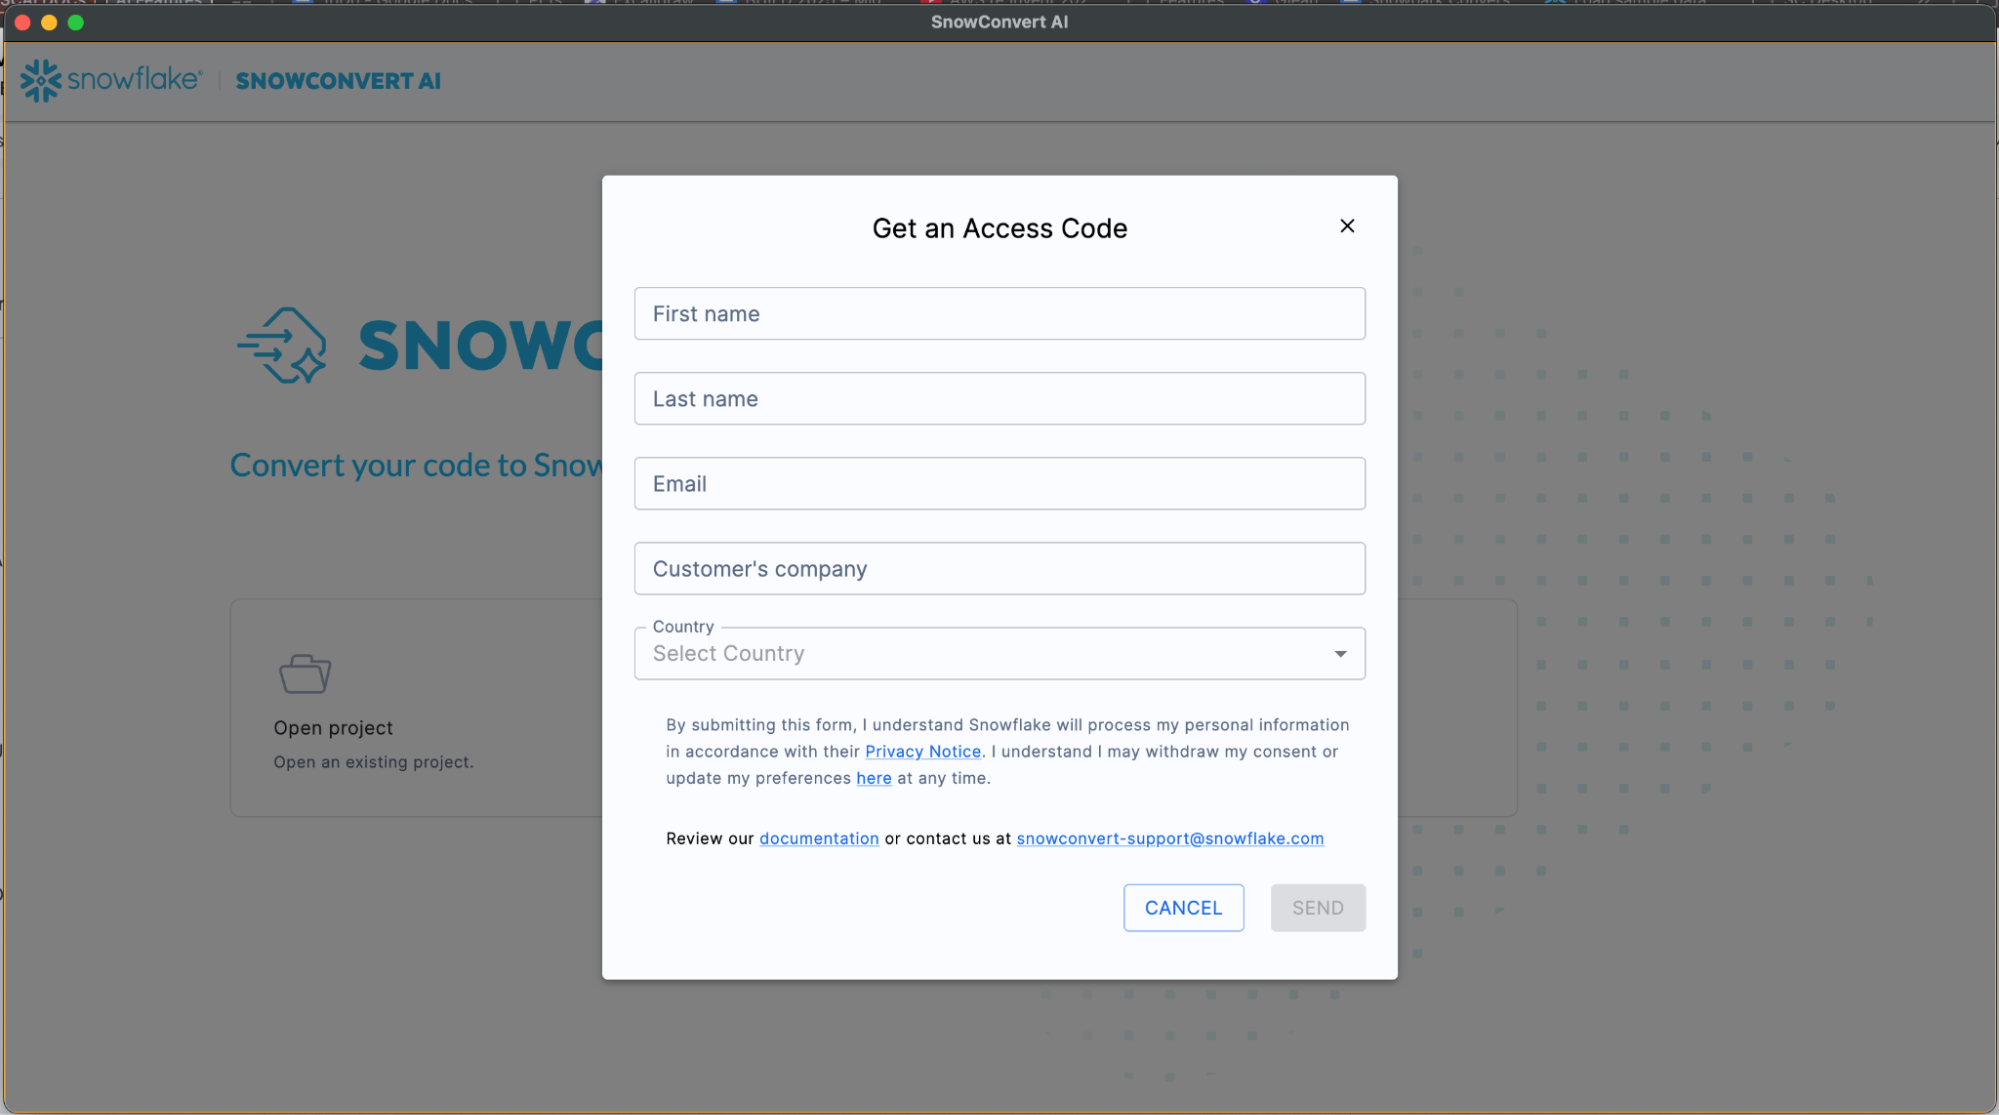 SnowConvert AI
snowflake
SNOWCONVERT AI
Get an Access Code
First name
Last name
Email
Customer's company
Country
Select Country
By submitting this form, I understand Snowflake will process my personal information
in accordance with their Privacy Notice. I understand I may withdraw my consent or
update my preferences here at any time.
Review our documentation or contact us at snowconvert-support@snowflake.com
CANCEL
SEND
SNOWC
Convert your code to Snow
Open project
Open an existing project.